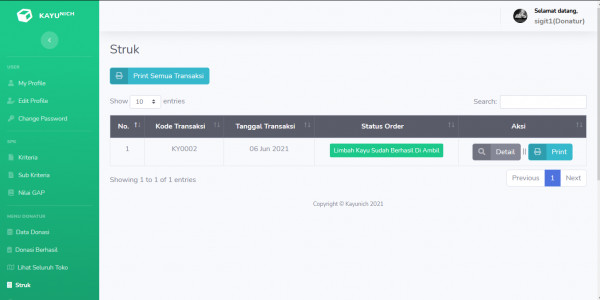 KAYUNICH
Selamat datang,
sigit1(Donatur)
USER
My Profile
Edit Profile
Change Password
SPK
Kriteria
Sub Kriteria
Nilai GAP
MENU DONATUR
Data Donasi
Donasi Berhasil
Lihat Seluruh Toko
Struk
Struk
Print Semua Transaksi
Show 10 entries
Search:
No. Kode Transaksi Tanggal Transaksi Status Order Aksi
1 KY0002 06 Jun 2021 Limbah Kayu Sudah Berhasil Di Ambil Detail || Print
Showing 1 to 1 of 1 entries
Previous 1 Next
Copyright © Kayunich 2021